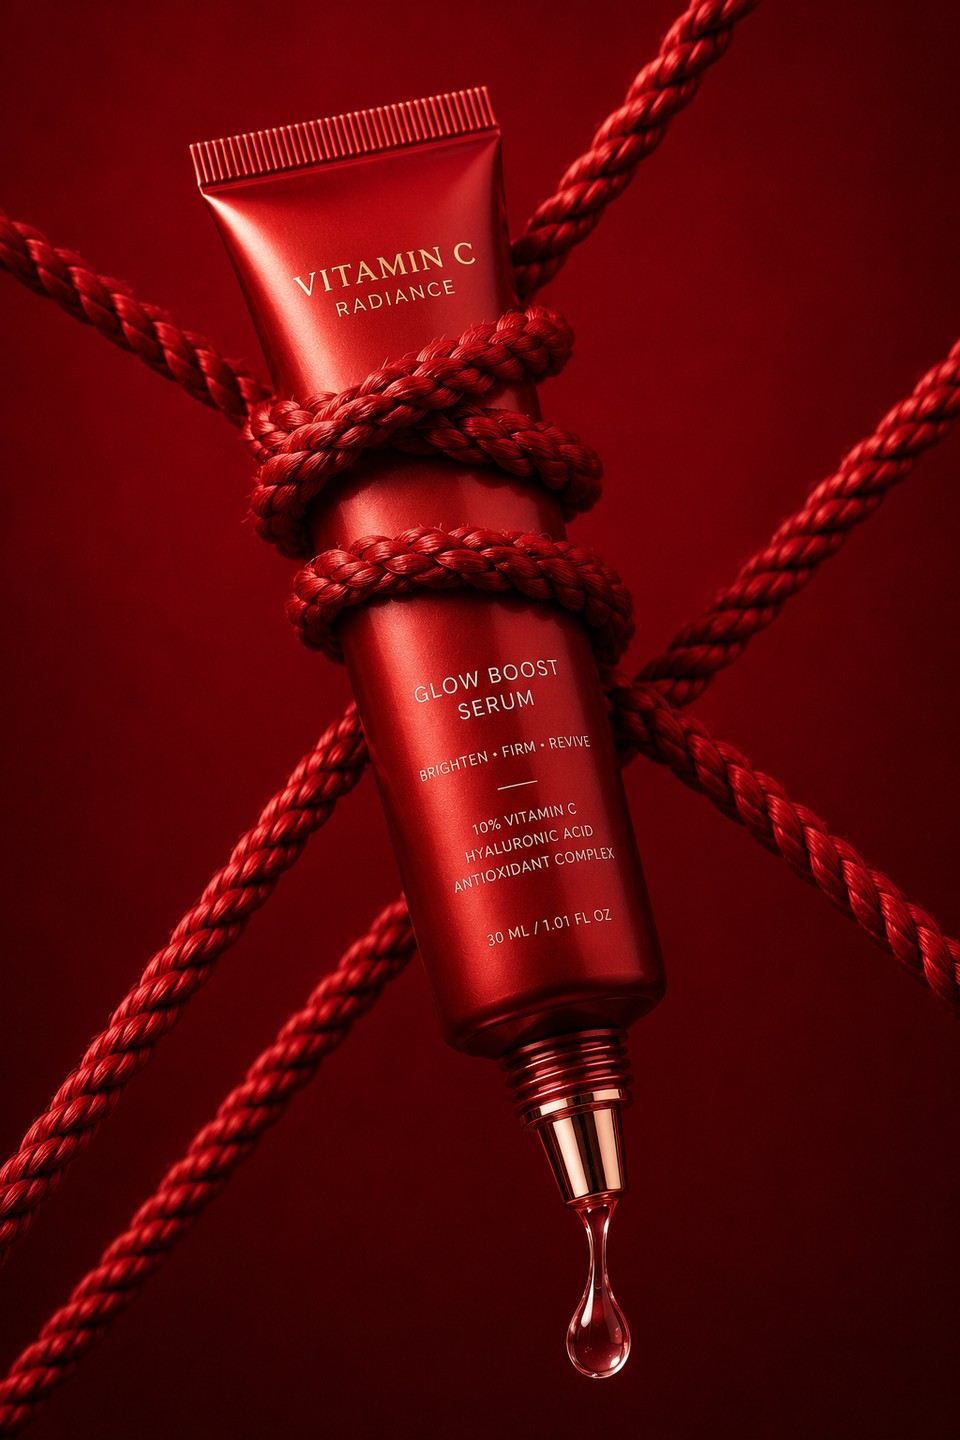 VITAMIN C
RADIANCE
GLOW BOOST
SERUM
BRIGHTEN • FIRM • REVIVE
10% VITAMIN C
HYALURONIC ACID
ANTIOXIDANT COMPLEX
30 ML / 1.01 FL OZ